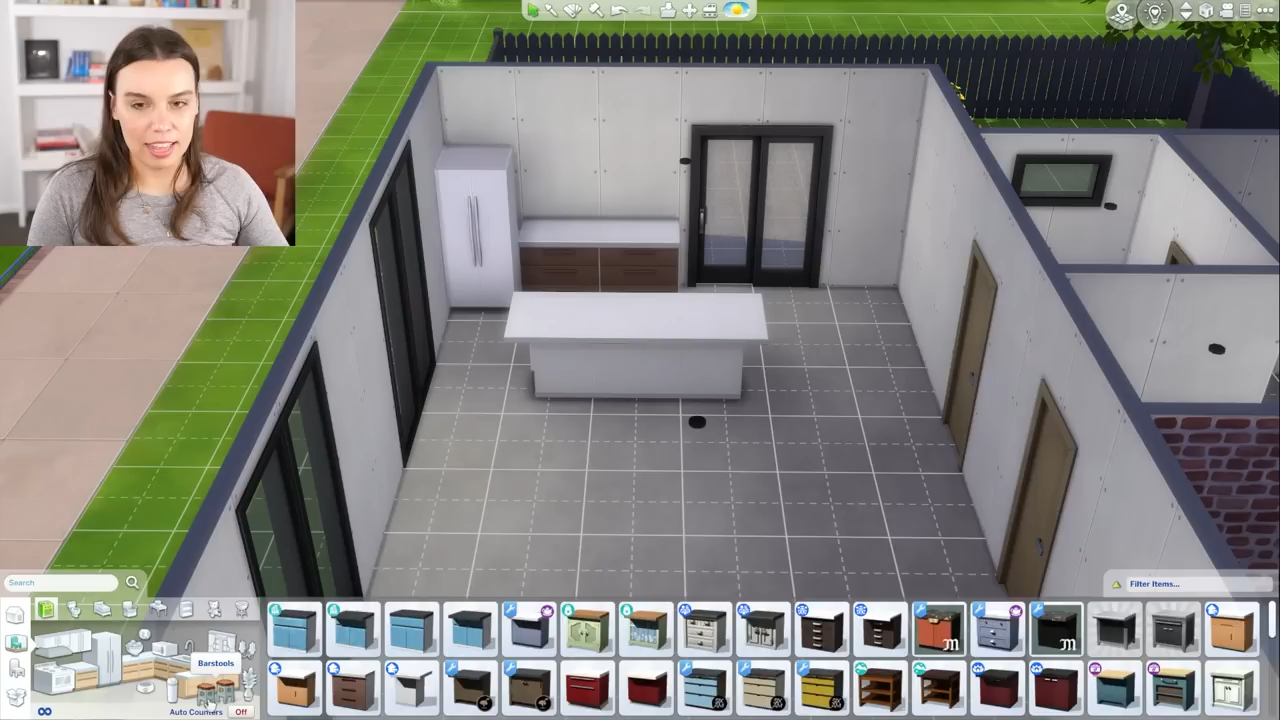 Search
Filter Items...
Barstools
Auto Counters
Off
m
m